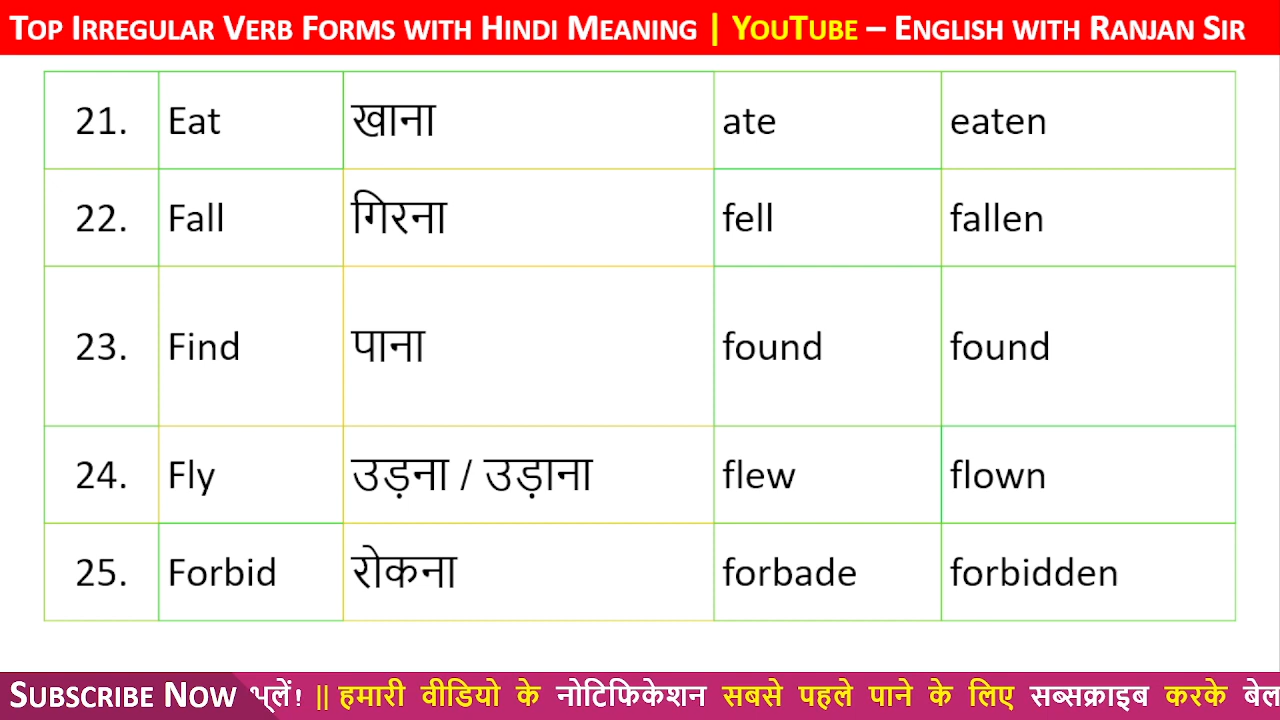 TOP IRREGULAR VERB FORMS WITH HINDI MEANING | YOUTUBE – ENGLISH WITH RANJAN SIR
21. Eat खाना ate eaten
22. Fall गिरना fell fallen
23. Find पाना found found
24. Fly उड़ना / उड़ाना flew flown
25. Forbid रोकना forbade forbidden
SUBSCRIBE NOW भूलें! || हमारी वीडियो के नोटिफिकेशन सबसे पहले पाने के लिए सब्सक्राइब करके बेल